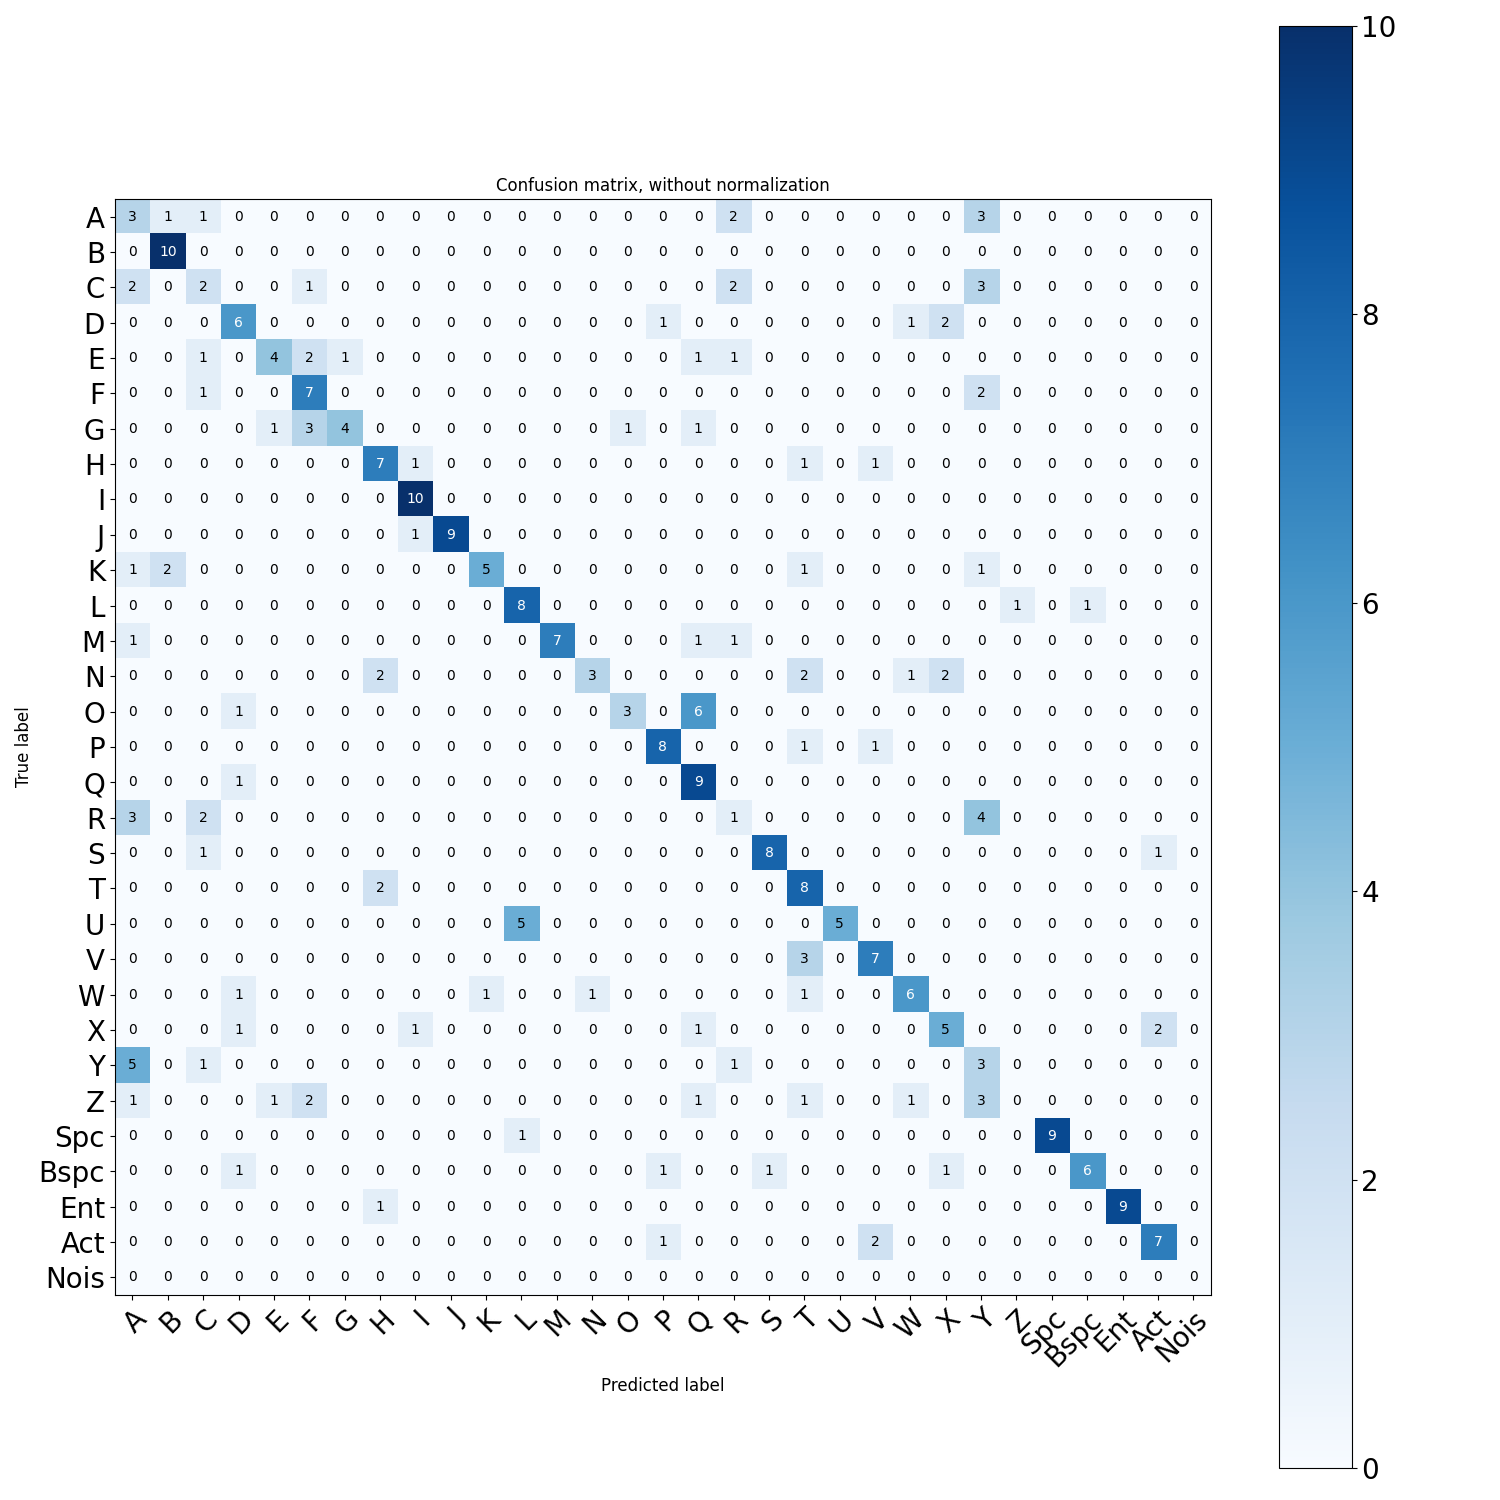 Confusion matrix, without normalization
A 3 1 1 0 0 0 0 0 0 0 0 0 0 0 0 0 0 2 0 0 0 0 0 0 3 0 0 0 0 0 0
B 0 10 0 0 0 0 0 0 0 0 0 0 0 0 0 0 0 0 0 0 0 0 0 0 0 0 0 0 0 0 0
C 2 0 2 0 0 1 0 0 0 0 0 0 0 0 0 0 0 2 0 0 0 0 0 0 3 0 0 0 0 0 0
D 0 0 0 6 0 0 0 0 0 0 0 0 0 0 0 1 0 0 0 0 0 0 1 2 0 0 0 0 0 0 0
E 0 0 1 0 4 2 1 0 0 0 0 0 0 0 0 0 1 1 0 0 0 0 0 0 0 0 0 0 0 0 0
F 0 0 1 0 0 7 0 0 0 0 0 0 0 0 0 0 0 0 0 0 0 0 0 0 2 0 0 0 0 0 0
G 0 0 0 0 1 3 4 0 0 0 0 0 0 0 1 0 1 0 0 0 0 0 0 0 0 0 0 0 0 0 0
H 0 0 0 0 0 0 0 7 1 0 0 0 0 0 0 0 0 0 0 1 0 1 0 0 0 0 0 0 0 0 0
I 0 0 0 0 0 0 0 0 10 0 0 0 0 0 0 0 0 0 0 0 0 0 0 0 0 0 0 0 0 0 0
J 0 0 0 0 0 0 0 0 1 9 0 0 0 0 0 0 0 0 0 0 0 0 0 0 0 0 0 0 0 0 0
K 1 2 0 0 0 0 0 0 0 0 5 0 0 0 0 0 0 0 0 1 0 0 0 0 1 0 0 0 0 0 0
L 0 0 0 0 0 0 0 0 0 0 0 8 0 0 0 0 0 0 0 0 0 0 0 0 0 1 0 1 0 0 0
M 1 0 0 0 0 0 0 0 0 0 0 0 7 0 0 0 1 1 0 0 0 0 0 0 0 0 0 0 0 0 0
N 0 0 0 0 0 0 0 2 0 0 0 0 0 3 0 0 0 0 0 2 0 0 1 2 0 0 0 0 0 0 0
O 0 0 0 1 0 0 0 0 0 0 0 0 0 0 3 0 6 0 0 0 0 0 0 0 0 0 0 0 0 0 0
P 0 0 0 0 0 0 0 0 0 0 0 0 0 0 0 8 0 0 0 1 0 1 0 0 0 0 0 0 0 0 0
Q 0 0 0 1 0 0 0 0 0 0 0 0 0 0 0 0 9 0 0 0 0 0 0 0 0 0 0 0 0 0 0
R 3 0 2 0 0 0 0 0 0 0 0 0 0 0 0 0 0 1 0 0 0 0 0 0 4 0 0 0 0 0 0
S 0 0 1 0 0 0 0 0 0 0 0 0 0 0 0 0 0 0 8 0 0 0 0 0 0 0 0 0 0 1 0
T 0 0 0 0 0 0 0 2 0 0 0 0 0 0 0 0 0 0 0 8 0 0 0 0 0 0 0 0 0 0 0
U 0 0 0 0 0 0 0 0 0 0 0 5 0 0 0 0 0 0 0 0 5 0 0 0 0 0 0 0 0 0 0
V 0 0 0 0 0 0 0 0 0 0 0 0 0 0 0 0 0 0 0 3 0 7 0 0 0 0 0 0 0 0 0
W 0 0 0 1 0 0 0 0 0 0 1 0 0 1 0 0 0 0 0 1 0 0 6 0 0 0 0 0 0 0 0
X 0 0 0 1 0 0 0 0 1 0 0 0 0 0 0 0 1 0 0 0 0 0 0 5 0 0 0 0 0 2 0
Y 5 0 1 0 0 0 0 0 0 0 0 0 0 0 0 0 0 1 0 0 0 0 0 0 3 0 0 0 0 0 0
Z 1 0 0 0 1 2 0 0 0 0 0 0 0 0 0 0 1 0 0 1 0 0 1 0 3 0 0 0 0 0 0
Spc 0 0 0 0 0 0 0 0 0 0 0 1 0 0 0 0 0 0 0 0 0 0 0 0 0 0 9 0 0 0 0
Bspc 0 0 0 1 0 0 0 0 0 0 0 0 0 0 0 1 0 0 1 0 0 0 0 1 0 0 0 6 0 0 0
Ent 0 0 0 0 0 0 0 1 0 0 0 0 0 0 0 0 0 0 0 0 0 0 0 0 0 0 0 0 9 0 0
Act 0 0 0 0 0 0 0 0 0 0 0 0 0 0 0 1 0 0 0 0 0 2 0 0 0 0 0 0 0 7 0
Nois 0 0 0 0 0 0 0 0 0 0 0 0 0 0 0 0 0 0 0 0 0 0 0 0 0 0 0 0 0 0 0
A B C D E F G H I J K L M N O P Q R S T U V W X Y Z Spc Bspc Ent Act Nois
Predicted label
True label
10
8
6
4
2
0